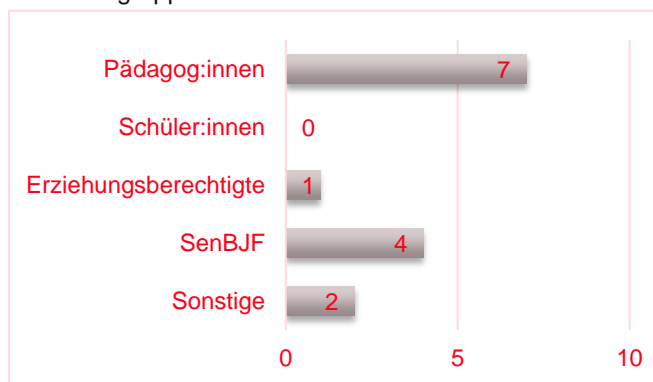 Pädagog:innen 7
Schüler:innen 0
Erziehungsberechtigte 1
SenBJF 4
Sonstige 2
0 5 10